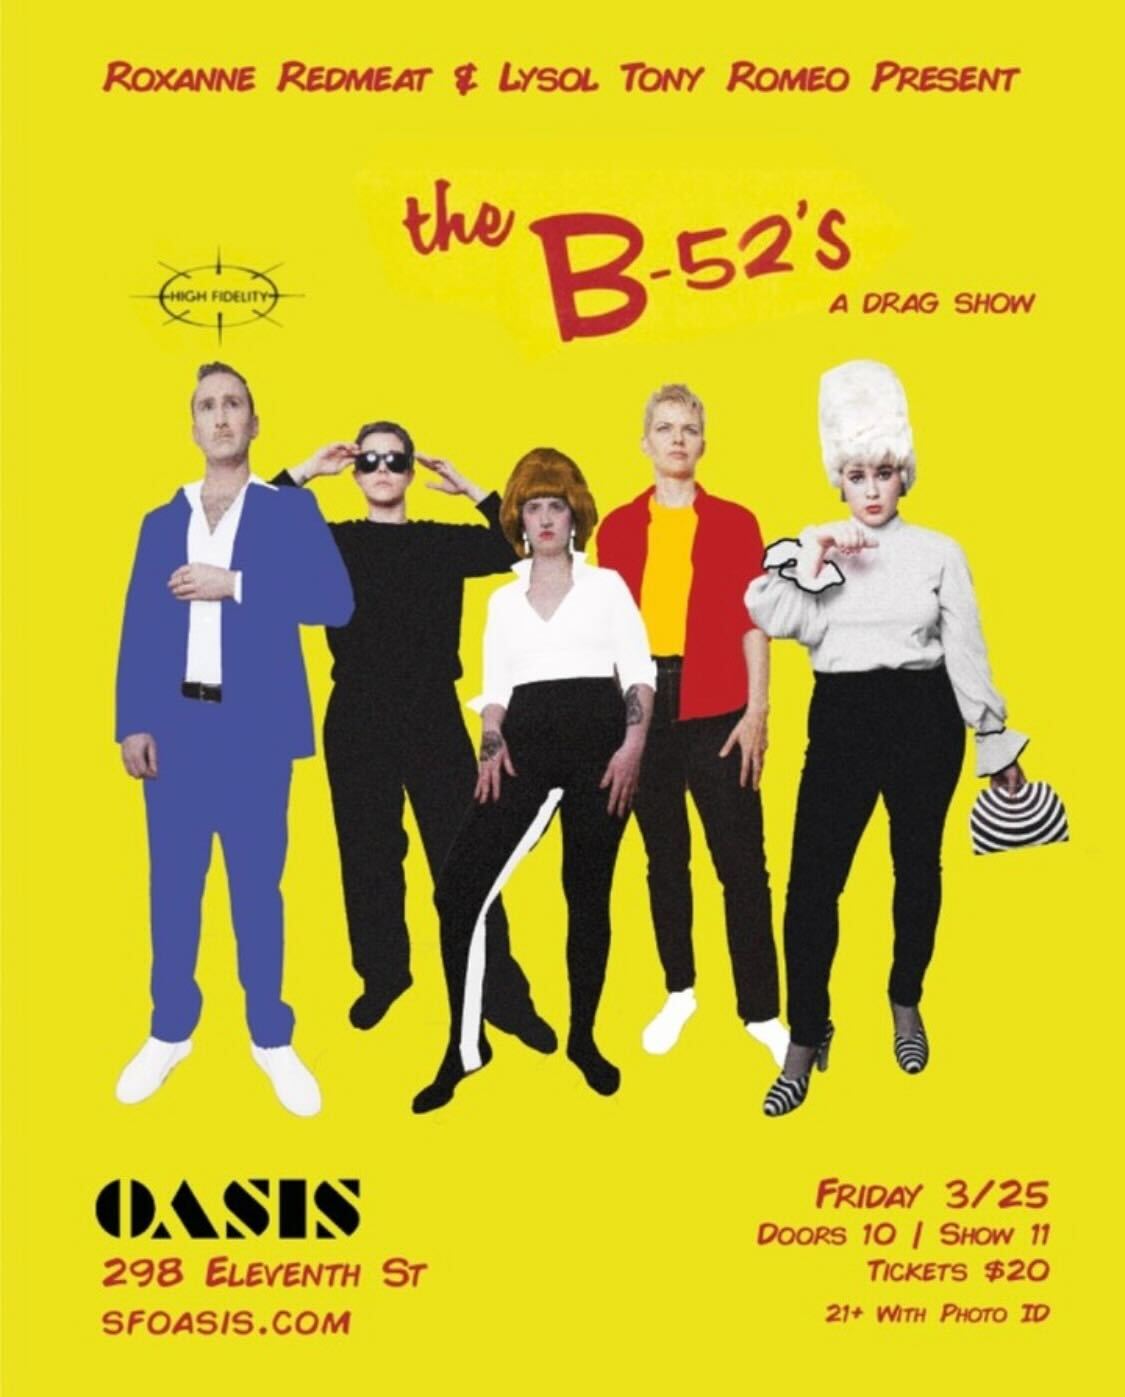 Roxanne Redmeat & Lysol Tony Romeo Present
the B-52's
A DRAG SHOW
HIGH FIDELITY
OASIS
298 Eleventh St
sfoasis.com
Friday 3/25
Doors 10 | Show 11
Tickets $20
21+ With Photo ID